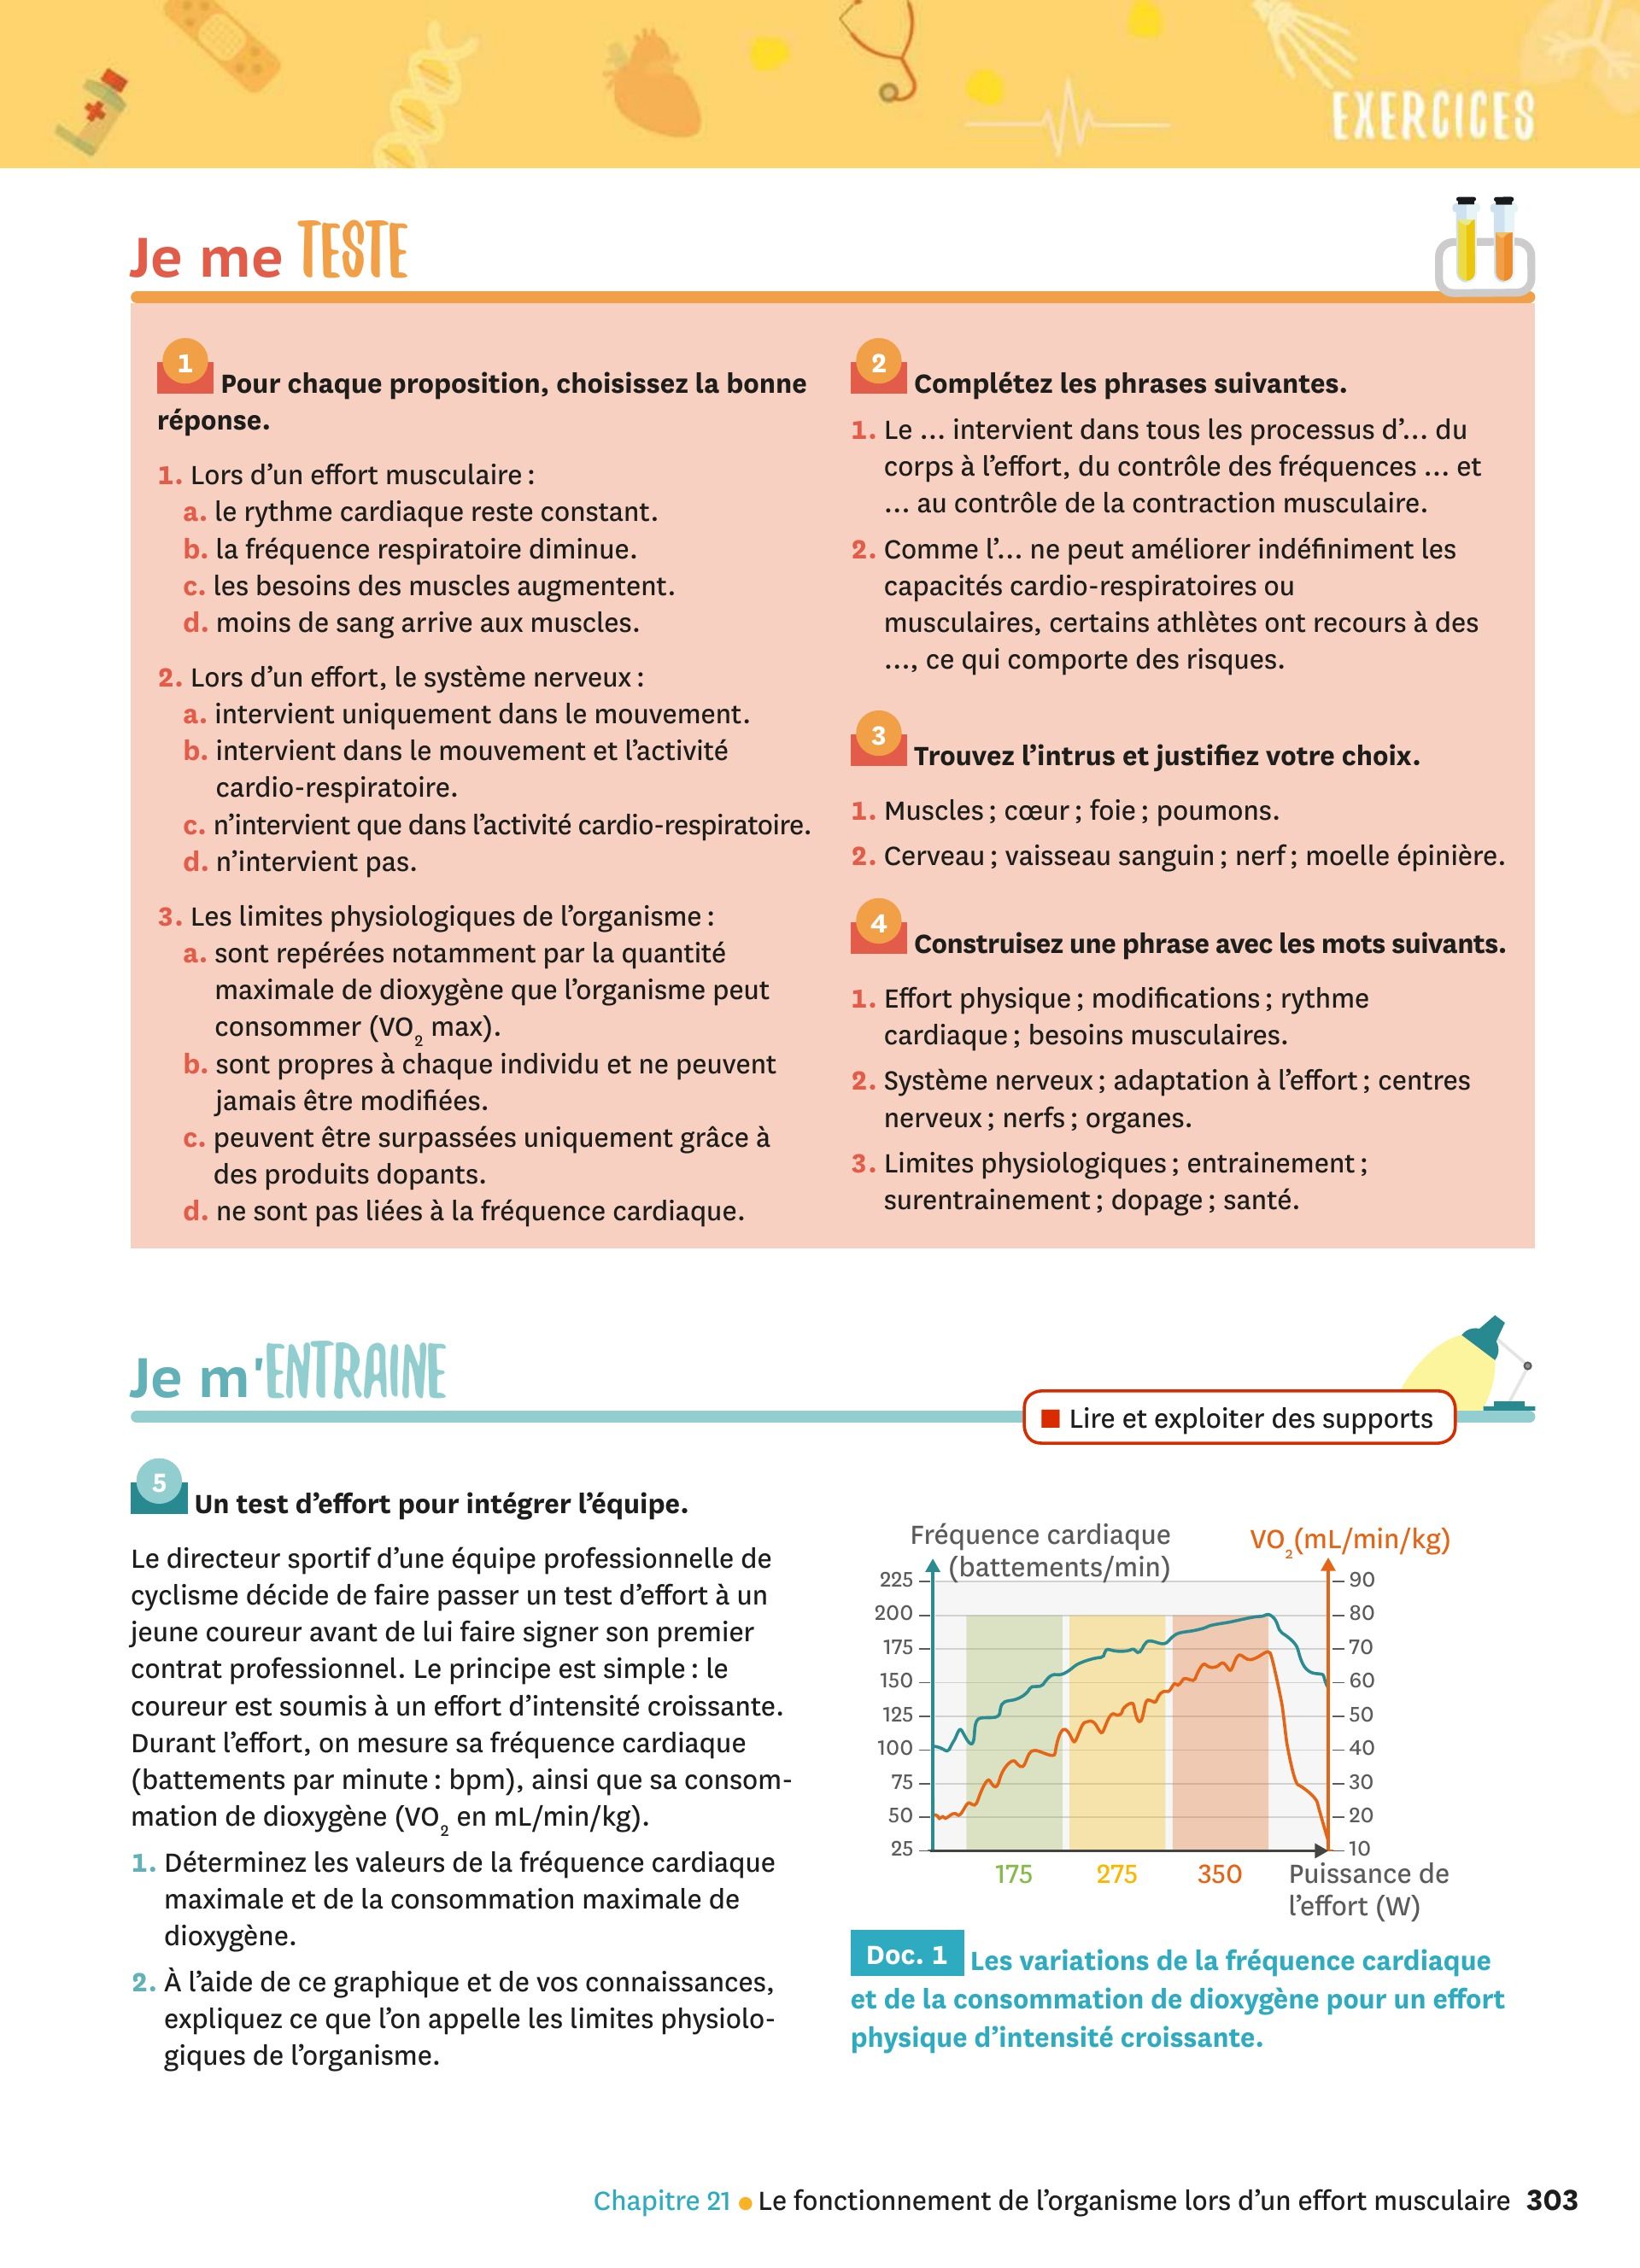 EXERCICES
Je me TESTE
1 Pour chaque proposition, choisissez la bonne
réponse.
1. Lors d’un effort musculaire :
a. le rythme cardiaque reste constant.
b. la fréquence respiratoire diminue.
c. les besoins des muscles augmentent.
d. moins de sang arrive aux muscles.
2. Lors d’un effort, le système nerveux :
a. intervient uniquement dans le mouvement.
b. intervient dans le mouvement et l’activité
cardio-respiratoire.
c. n’intervient que dans l’activité cardio-respiratoire.
d. n’intervient pas.
3. Les limites physiologiques de l’organisme :
a. sont repérées notamment par la quantité
maximale de dioxygène que l’organisme peut
consommer (VO₂ max).
b. sont propres à chaque individu et ne peuvent
jamais être modifiées.
c. peuvent être surpassées uniquement grâce à
des produits dopants.
d. ne sont pas liées à la fréquence cardiaque.
2 Complétez les phrases suivantes.
1. Le … intervient dans tous les processus d’… du
corps à l’effort, du contrôle des fréquences … et
… au contrôle de la contraction musculaire.
2. Comme l’… ne peut améliorer indéfiniment les
capacités cardio-respiratoires ou
musculaires, certains athlètes ont recours à des
…, ce qui comporte des risques.
3 Trouvez l’intrus et justifiez votre choix.
1. Muscles ; cœur ; foie ; poumons.
2. Cerveau ; vaisseau sanguin ; nerf ; moelle épinière.
4 Construisez une phrase avec les mots suivants.
1. Effort physique ; modifications ; rythme
cardiaque ; besoins musculaires.
2. Système nerveux ; adaptation à l’effort ; centres
nerveux ; nerfs ; organes.
3. Limites physiologiques ; entrainement ;
surentrainement ; dopage ; santé.
Je m'ENTRAINE
Lire et exploiter des supports
5 Un test d’effort pour intégrer l’équipe.
Le directeur sportif d’une équipe professionnelle de
cyclisme décide de faire passer un test d’effort à un
jeune coureur avant de lui faire signer son premier
contrat professionnel. Le principe est simple : le
coureur est soumis à un effort d’intensité croissante.
Durant l’effort, on mesure sa fréquence cardiaque
(battements par minute : bpm), ainsi que sa consom-
mation de dioxygène (VO₂ en mL/min/kg).
1. Déterminez les valeurs de la fréquence cardiaque
maximale et de la consommation maximale de
dioxygène.
2. À l’aide de ce graphique et de vos connaissances,
expliquez ce que l’on appelle les limites physiolo-
giques de l’organisme.
Fréquence cardiaque
(battements/min)
VO₂(mL/min/kg)
225 90
200 80
175 70
150 60
125 50
100 40
75 30
50 20
25 10
175 275 350
Puissance de
l’effort (W)
Doc. 1 Les variations de la fréquence cardiaque
et de la consommation de dioxygène pour un effort
physique d’intensité croissante.
Chapitre 21 • Le fonctionnement de l’organisme lors d’un effort musculaire 303